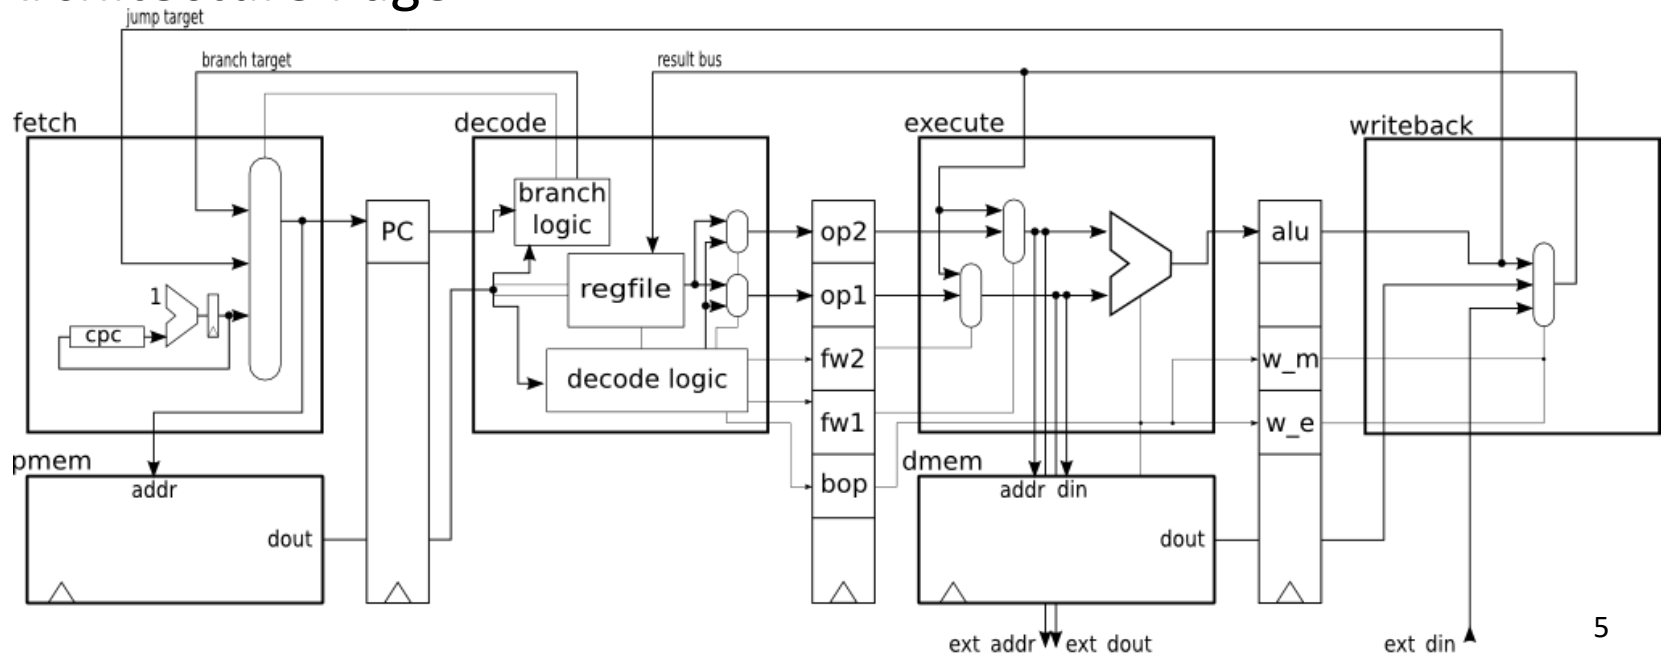 jump target
branch target
result bus
fetch
decode
execute
writeback
branch
logic
PC
op2
alu
regfile
op1
1
cpc
decode logic
fw2
w_m
fw1
w_e
pmem
dmem
bop
addr
addr din
dout
dout
ext addr
ext dout
ext din
5